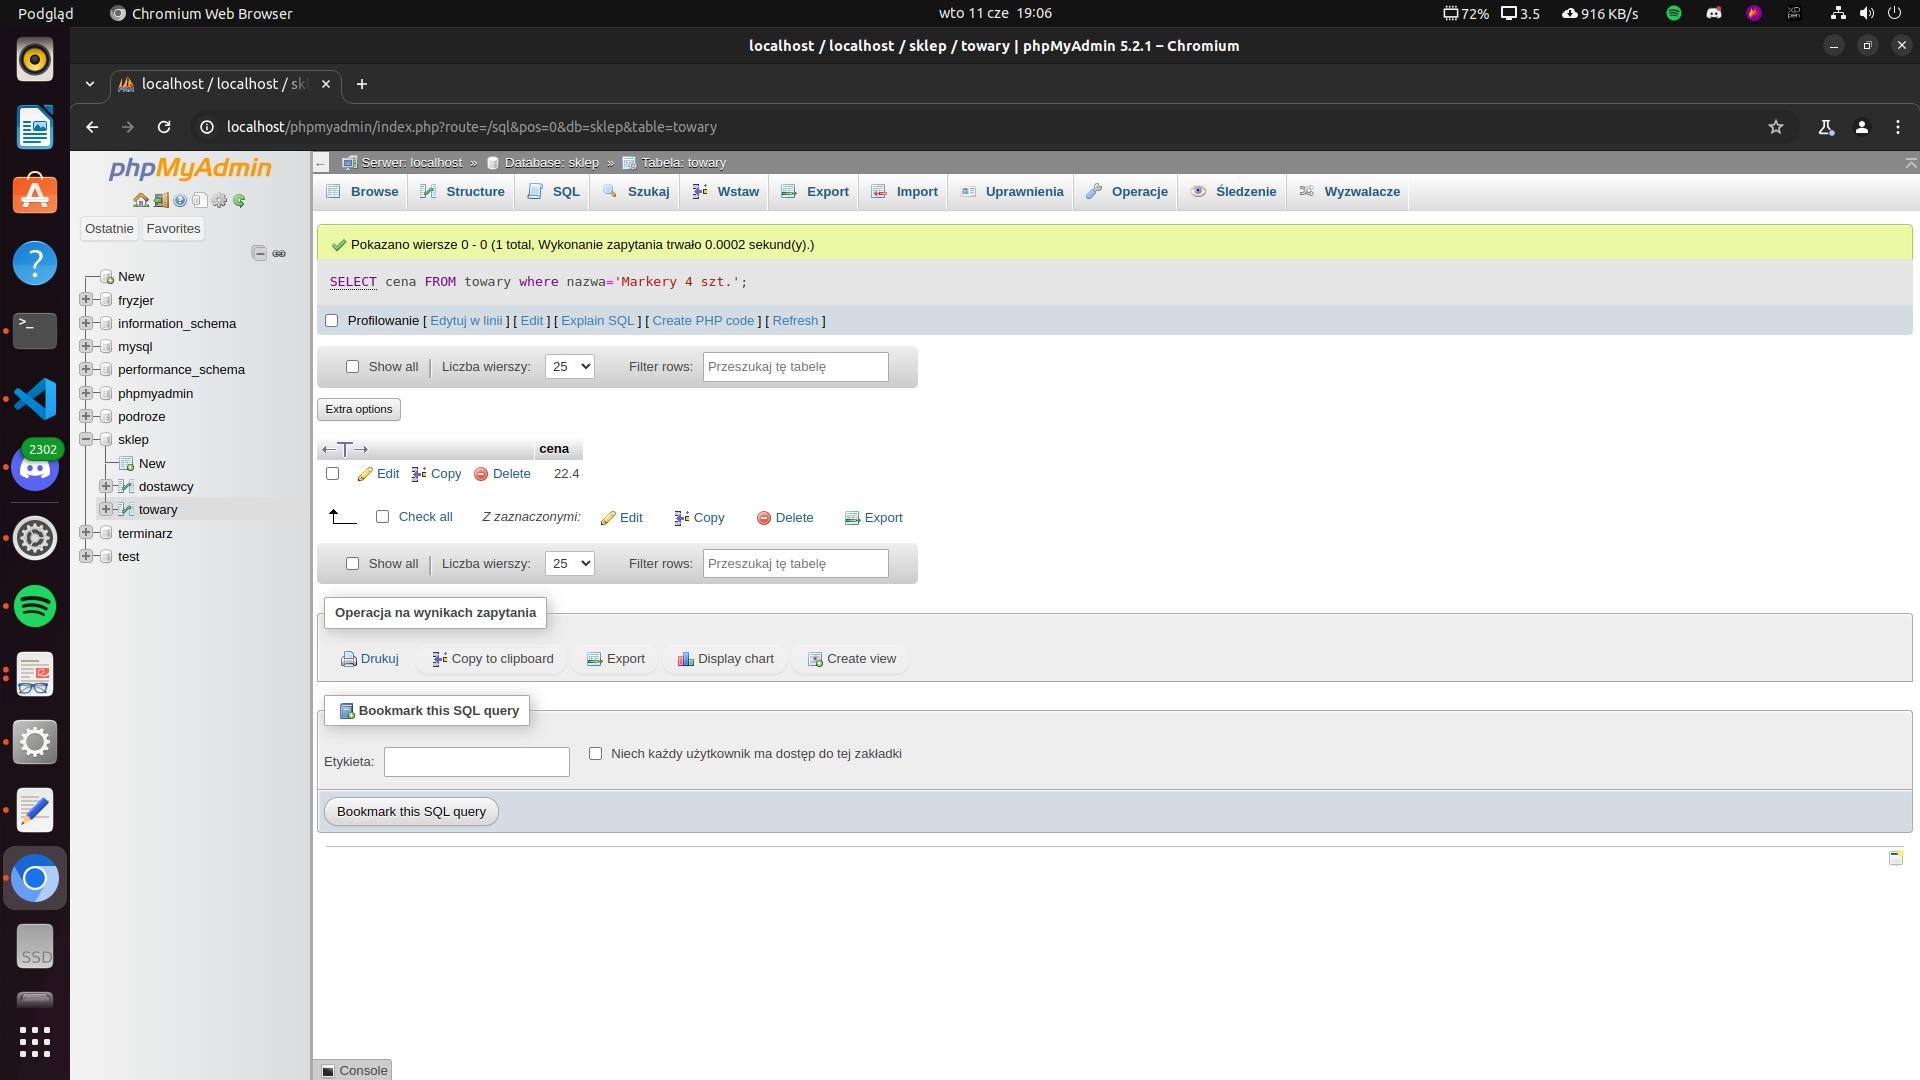 Podgląd
Chromium Web Browser
wto 11 cze 19:06
72%
3.5
916 KB/s
XP
pen
localhost / localhost / sklep / towary | phpMyAdmin 5.2.1 – Chromium
localhost / localhost / sk
localhost/phpmyadmin/index.php?route=/sql&pos=0&db=sklep&table=towary
phpMyAdmin
Serwer: localhost » Database: sklep » Tabela: towary
Browse Structure SQL Szukaj Wstaw Export Import Uprawnienia Operacje Śledzenie Wyzwalacze
Ostatnie Favorites
New
fryzjer
information_schema
mysql
performance_schema
phpmyadmin
podroze
sklep
New
dostawcy
towary
terminarz
test
Pokazano wiersze 0 - 0 (1 total, Wykonanie zapytania trwało 0.0002 sekund(y).)
SELECT cena FROM towary where nazwa='Markery 4 szt.';
Profilowanie [ Edytuj w linii ] [ Edit ] [ Explain SQL ] [ Create PHP code ] [ Refresh ]
Show all Liczba wierszy: 25 Filter rows: Przeszukaj tę tabelę
Extra options
cena
Edit Copy Delete 22.4
Check all Z zaznaczonymi: Edit Copy Delete Export
Show all Liczba wierszy: 25 Filter rows: Przeszukaj tę tabelę
Operacja na wynikach zapytania
Drukuj Copy to clipboard Export Display chart Create view
Bookmark this SQL query
Etykieta: Niech każdy użytkownik ma dostęp do tej zakładki
Bookmark this SQL query
Console
2302
SSD